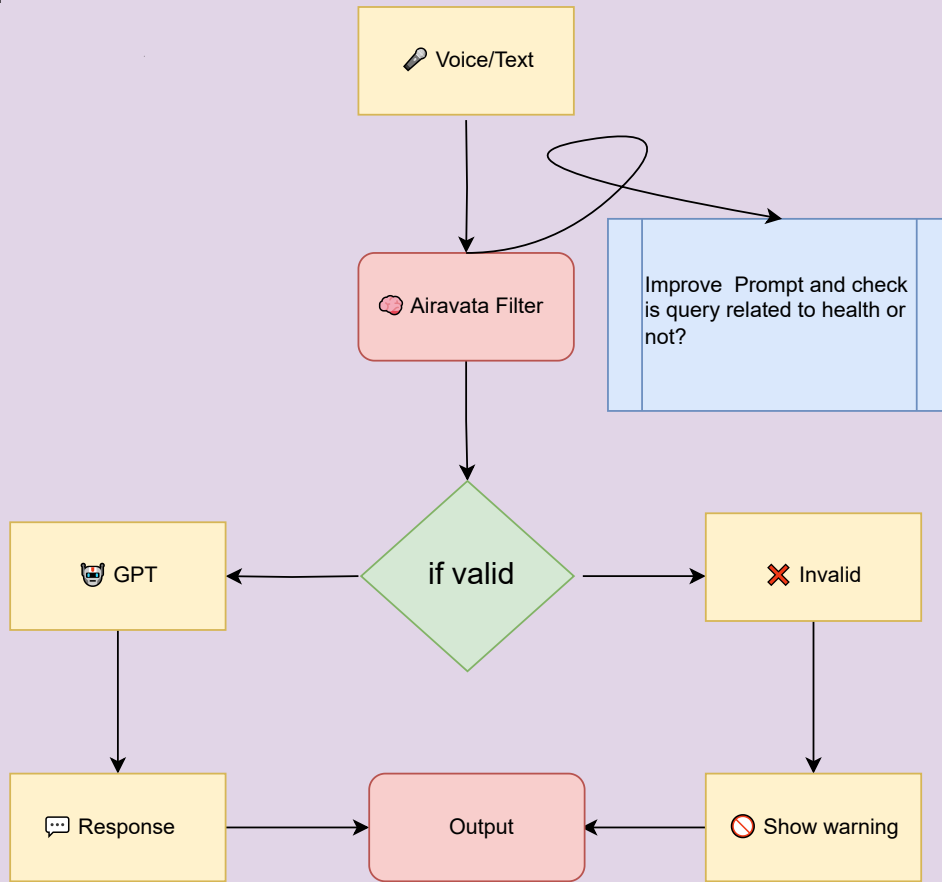 Voice/Text
Airavata Filter
Improve  Prompt and check
is query related to health or
not?
if valid
GPT
Invalid
Response
Output
Show warning